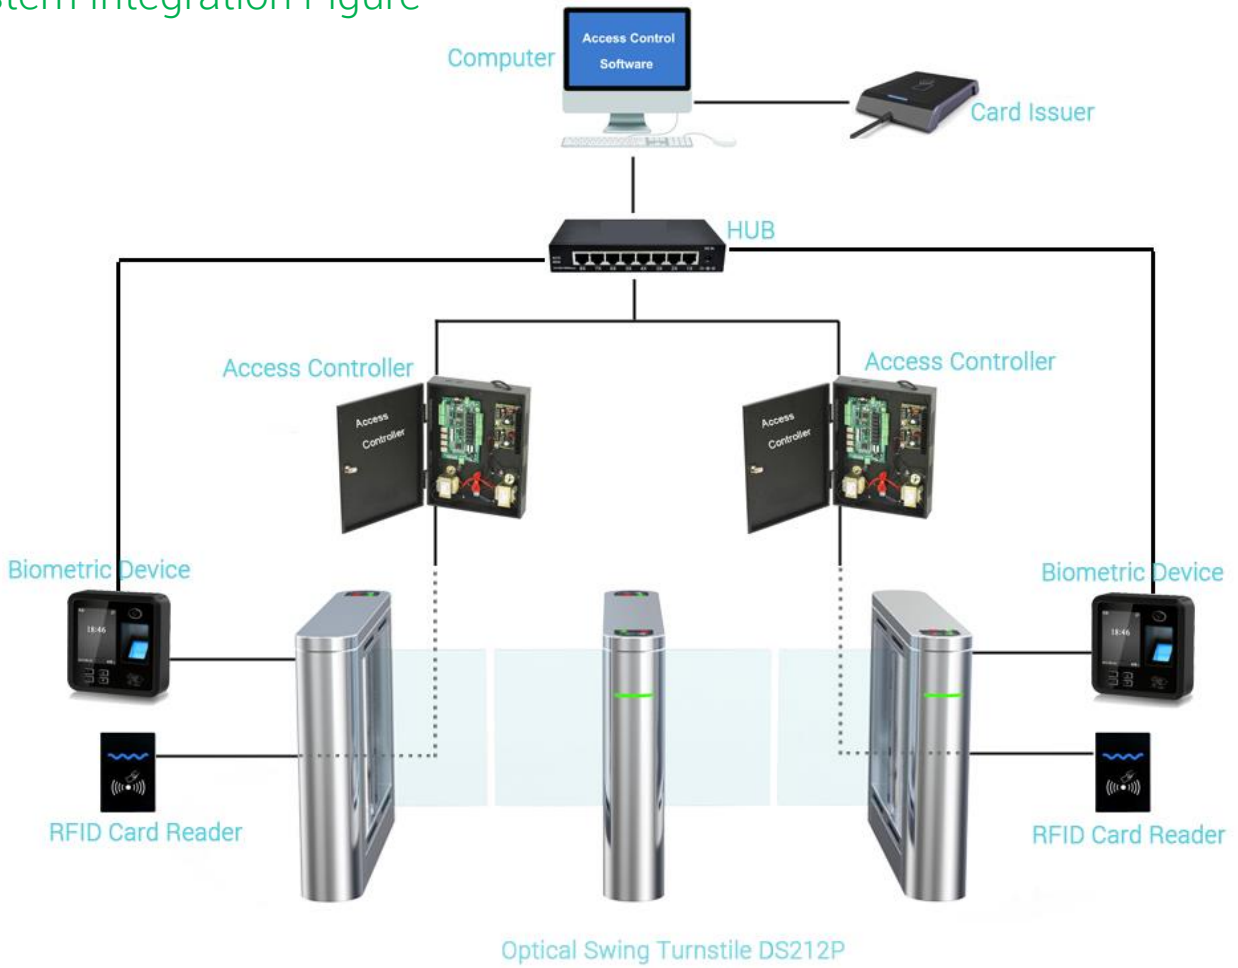 stem Integration Figure
Computer
Access Control
Software
Card Issuer
HUB
Access Controller
Access Controller
Access
Controller
Access
Controller
Biometric Device
Biometric Device
18:46
18:46
RFID Card Reader
RFID Card Reader
Optical Swing Turnstile DS212P